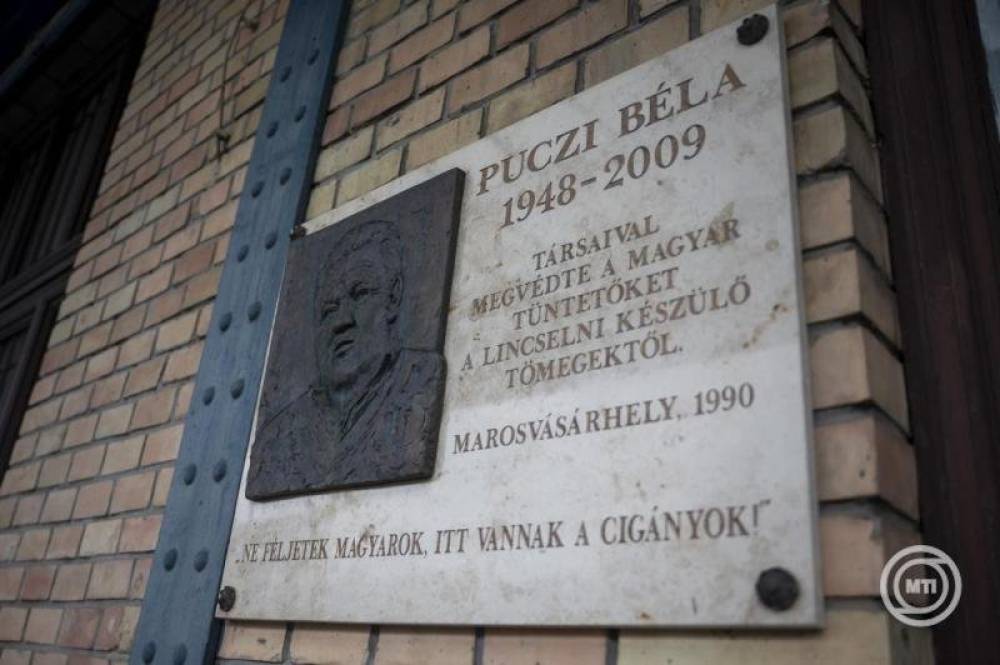 PUCZI BÉLA
1948-2009
TÁRSAIVAL
MEGVÉDTE A MAGYAR
TÜNTETŐKET
A LINCSELNI KÉSZÜLŐ
TÖMEGEKTŐL.
MAROSVÁSÁRHELY, 1990
„NE FÉLJETEK MAGYAROK, ITT VANNAK A CIGÁNYOK!"
MTI